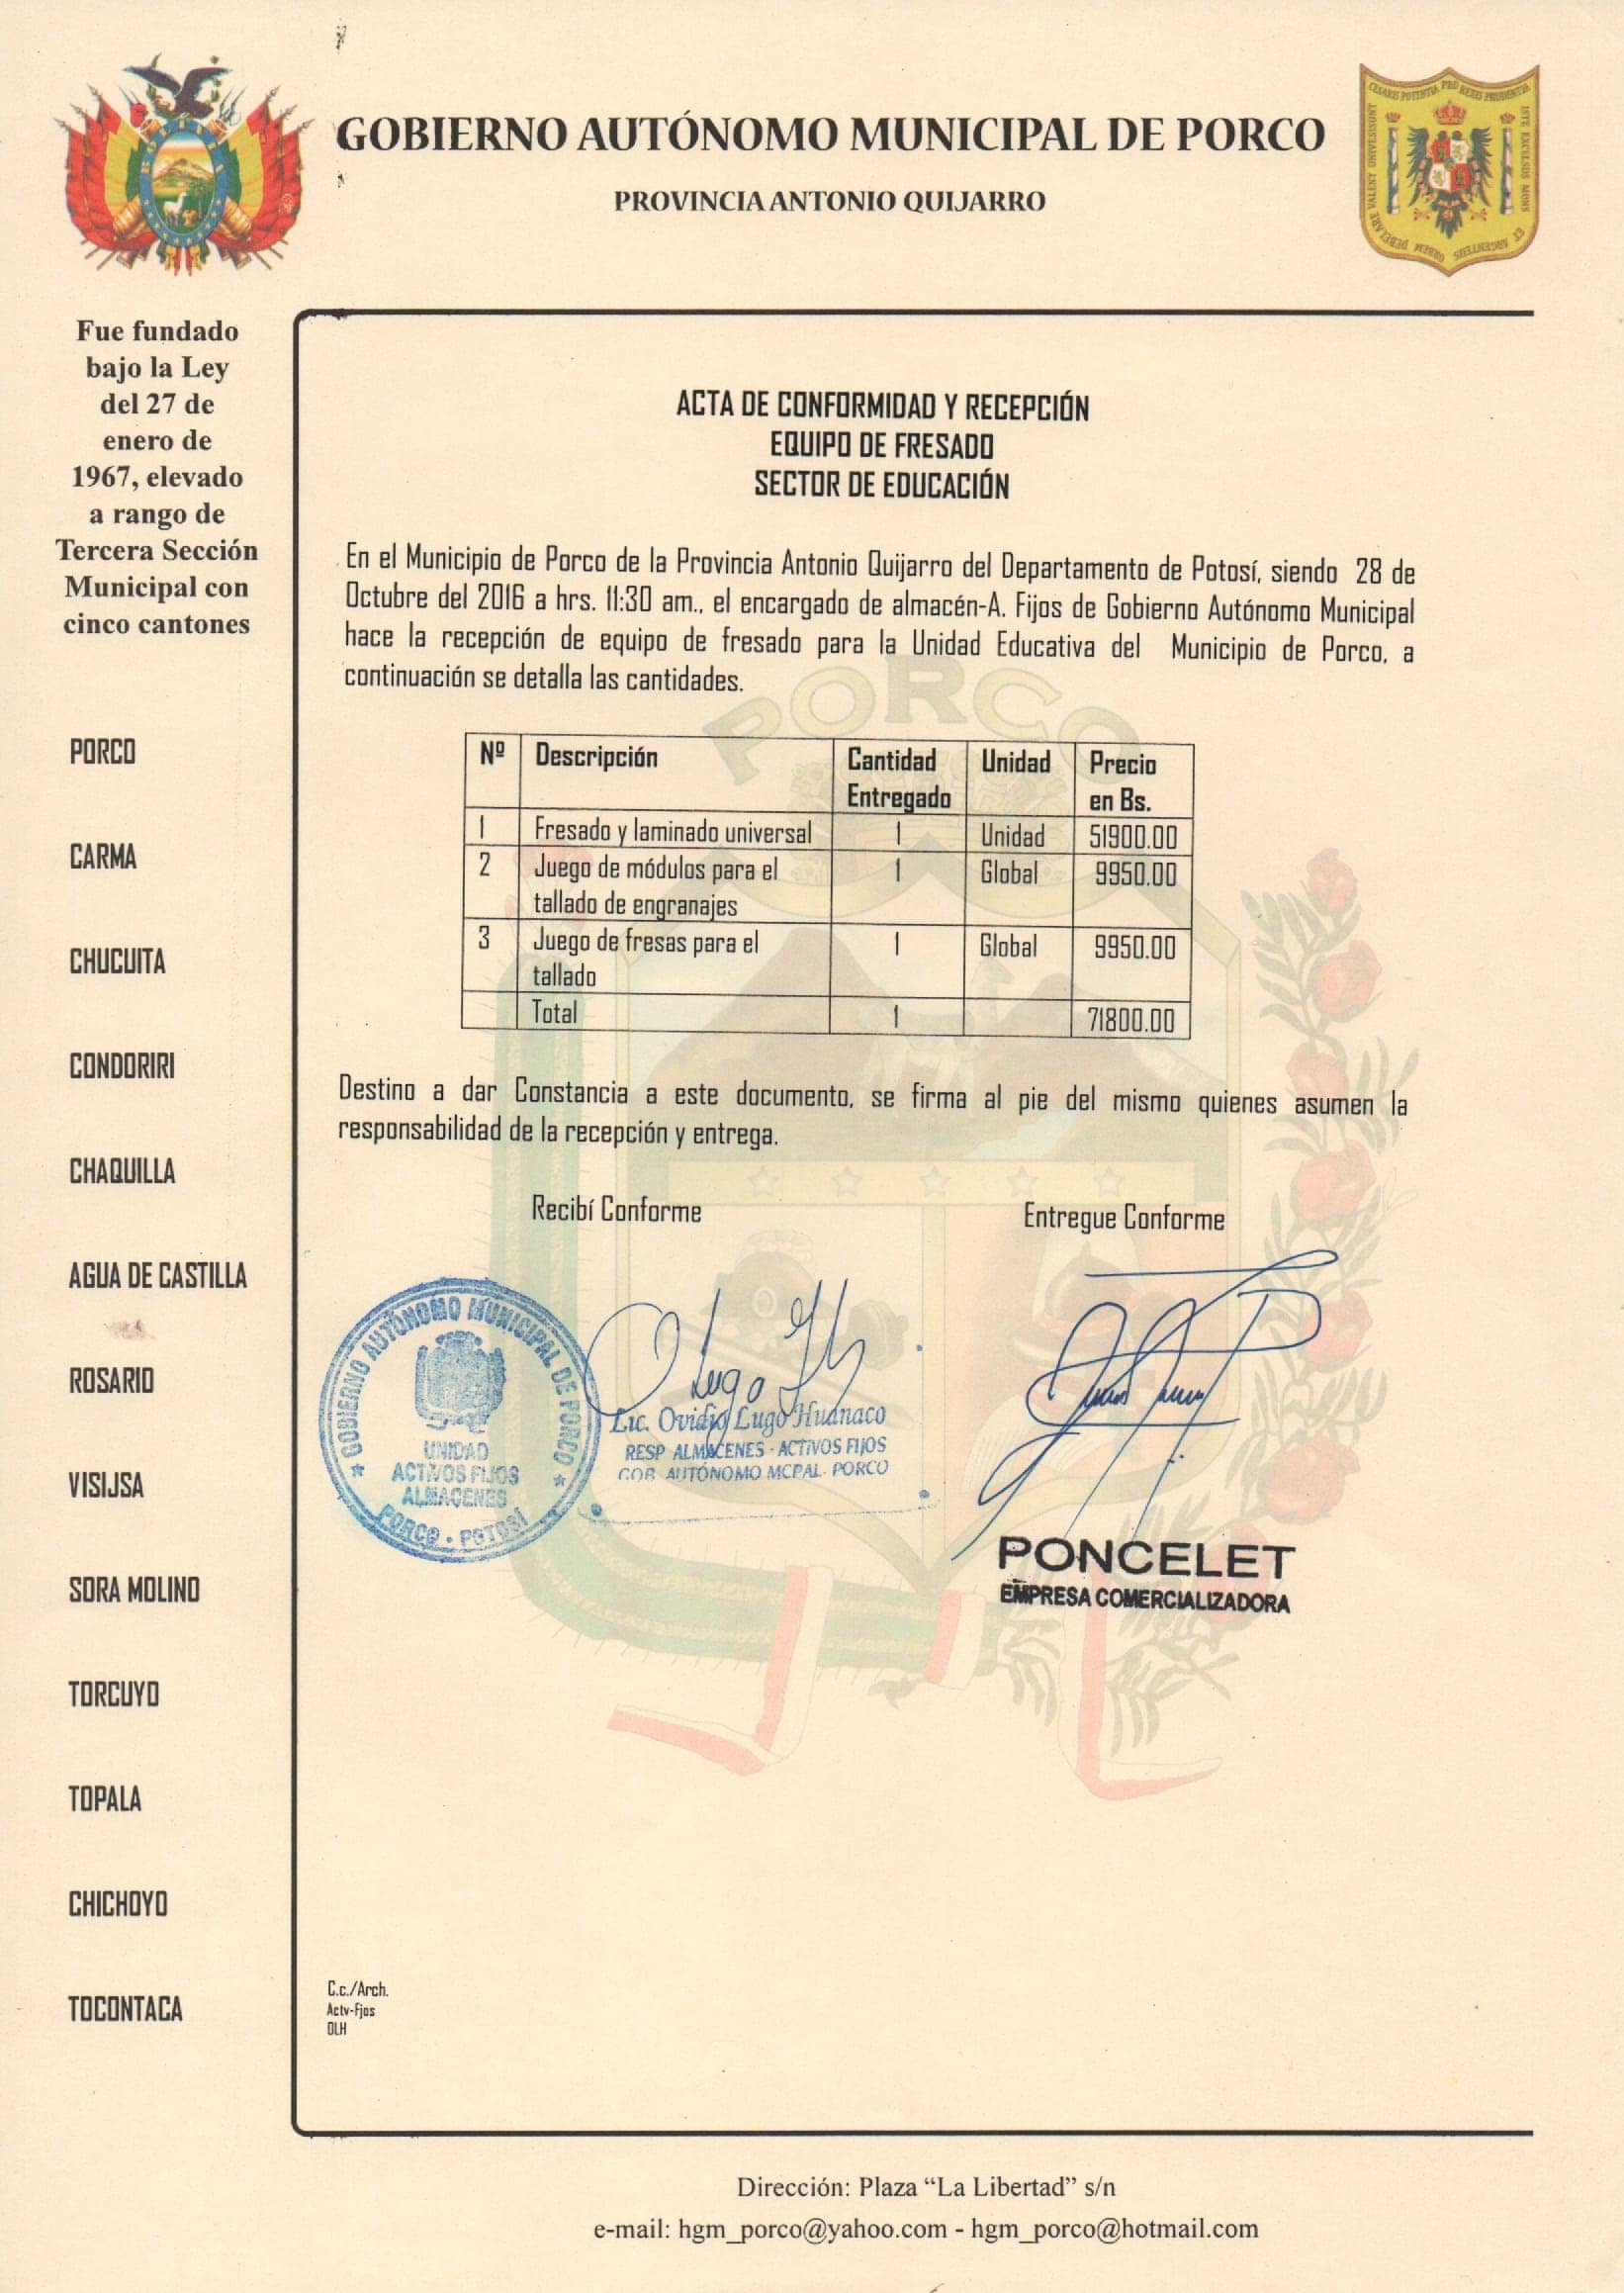 GOBIERNO AUTÓNOMO MUNICIPAL DE PORCO
PROVINCIA ANTONIO QUIJARRO
Fue fundado
bajo la Ley
del 27 de
enero de
1967, elevado
a rango de
Tercera Sección
Municipal con
cinco cantones
PORCO
CARMA
CHUCUITA
CONDORIRI
CHAQUILLA
AGUA DE CASTILLA
ROSARIO
VISIJSA
SORA MOLINO
TORCUYO
TOPALA
CHICHOYO
TOCONTACA
ACTA DE CONFORMIDAD Y RECEPCIÓN
EQUIPO DE FRESADO
SECTOR DE EDUCACIÓN
En el Municipio de Porco de la Provincia Antonio Quijarro del Departamento de Potosí, siendo 28 de
Octubre del 2016 a hrs. 11:30 am., el encargado de almacén-A. Fijos de Gobierno Autónomo Municipal
hace la recepción de equipo de fresado para la Unidad Educativa del Municipio de Porco, a
continuación se detalla las cantidades.
PORCO
Nº Descripción Cantidad Entregado Unidad Precio en Bs.
1 Fresado y laminado universal 1 Unidad 51900.00
2 Juego de módulos para el tallado de engranajes 1 Global 9950.00
3 Juego de fresas para el tallado 1 Global 9950.00
Total 1 71800.00
Destino a dar Constancia a este documento, se firma al pie del mismo quienes asumen la
responsabilidad de la recepción y entrega.
Recibí Conforme Entregue Conforme
GOBIERNO AUTÓNOMO MUNICIPAL DE PORCO
UNIDAD
ACTIVOS FIJOS
ALMACENES
PORCO - POTOSÍ
Lugo
Lic. Ovidio Lugo Huanaco
RESP ALMACENES - ACTIVOS FIJOS
GOB. AUTÓNOMO MCPAL. PORCO
PONCELET
EMPRESA COMERCIALIZADORA
C.c./Arch.
Actv-Fjos
OLH
Dirección: Plaza “La Libertad” s/n
e-mail: hgm_porco@yahoo.com - hgm_porco@hotmail.com